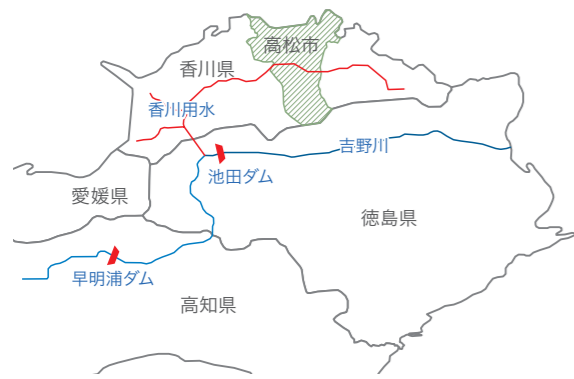 高松市
香川県
香川用水
吉野川
池田ダム
愛媛県
徳島県
早明浦ダム
高知県